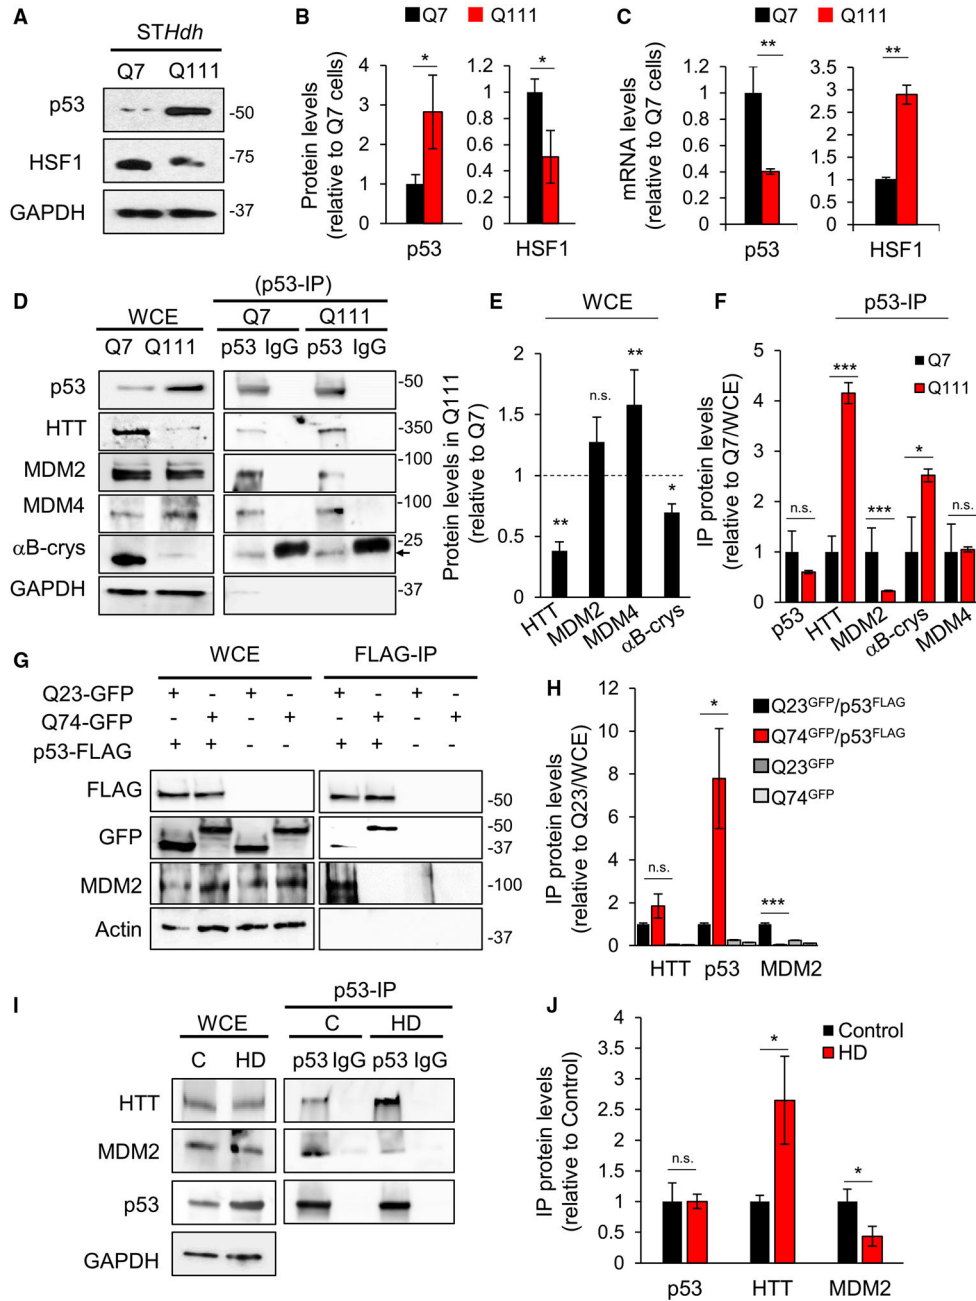 A
STHdh
Q7 Q111
p53
-50
HSF1
-75
GAPDH
-37
B
Q7 Q111
Protein levels
(relative to Q7 cells)
4
3
2
1
0
*
p53
1.2
1
0.8
0.6
0.4
0.2
0
*
HSF1
C
Q7 Q111
mRNA levels
(relative to Q7 cells)
1.2
1
0.8
0.6
0.4
0.2
0
**
p53
3.5
3
2.5
2
1.5
1
0.5
0
**
HSF1
D
(p53-IP)
WCE Q7 Q111
Q7 Q111 p53 IgG p53 IgG
p53
-50
HTT
-350
MDM2
-100
MDM4
-100
αB-crys
-25
GAPDH
-37
E
WCE
Protein levels in Q111
(relative to Q7)
2
1.5
1
0.5
0
**
n.s.
**
*
HTT
MDM2
MDM4
αB-crys
F
p53-IP
Q7
Q111
IP protein levels
(relative to Q7/WCE)
5
4
3
2
1
0
n.s.
***
***
*
n.s.
p53
HTT
MDM2
αB-crys
MDM4
G
WCE FLAG-IP
Q23-GFP + - + - + - + -
Q74-GFP - + - + - + - +
p53-FLAG + + - - + + - -
FLAG
-50
GFP
-50
-37
MDM2
-100
Actin
-37
H
IP protein levels
(relative to Q23/WCE)
12
10
8
6
4
2
0
n.s.
*
***
HTT p53 MDM2
Q23GFP/p53FLAG
Q74GFP/p53FLAG
Q23GFP
Q74GFP
I
p53-IP
WCE C HD
C HD p53 IgG p53 IgG
HTT
MDM2
p53
GAPDH
J
IP protein levels
(relative to Control)
4
3.5
3
2.5
2
1.5
1
0.5
0
n.s.
*
*
p53 HTT MDM2
Control
HD